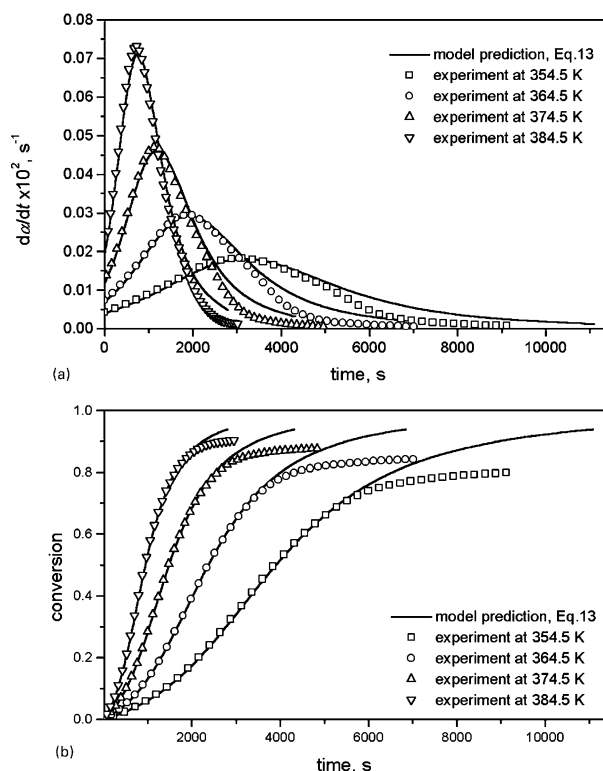 0.08
0.07
0.06
0.05
0.04
0.03
0.02
0.01
0.00
dα/dt x10², s⁻¹
model prediction, Eq.13
experiment at 354.5 K
experiment at 364.5 K
experiment at 374.5 K
experiment at 384.5 K
0 2000 4000 6000 8000 10000
time, s
(a)
1.0
0.8
0.6
0.4
0.2
0.0
conversion
model prediction, Eq.13
experiment at 354.5 K
experiment at 364.5 K
experiment at 374.5 K
experiment at 384.5 K
2000 4000 6000 8000 10000
time, s
(b)